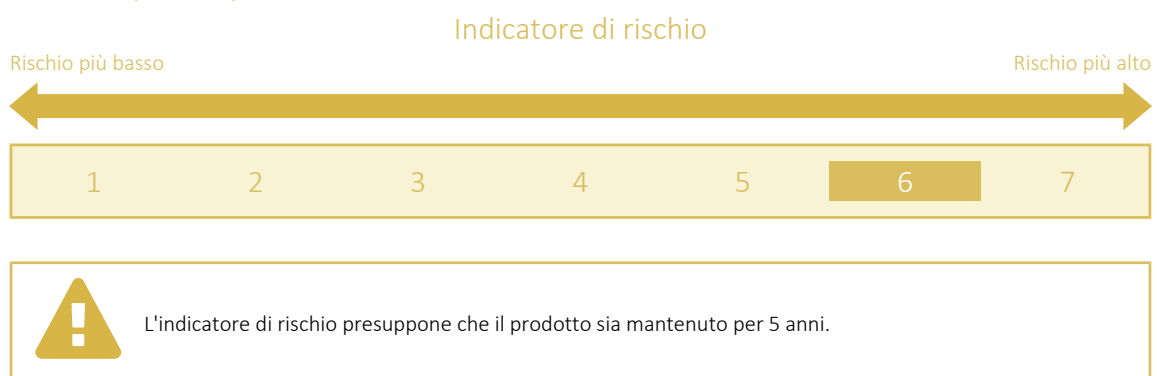 Indicatore di rischio
Rischio più basso
Rischio più alto
1 2 3 4 5 6 7
L'indicatore di rischio presuppone che il prodotto sia mantenuto per 5 anni.